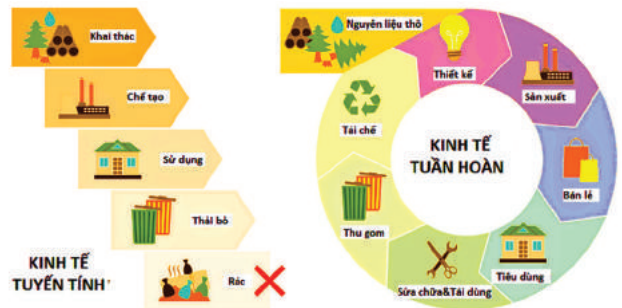 Khai thác
Chế tạo
Sử dụng
Thải bỏ
Rác
KINH TẾ
TUYẾN TÍNH
Nguyên liệu thô
Thiết kế
Sản xuất
Bán lẻ
Tiêu dùng
Sửa chữa&Tái dùng
Thu gom
Tái chế
KINH TẾ
TUẦN HOÀN